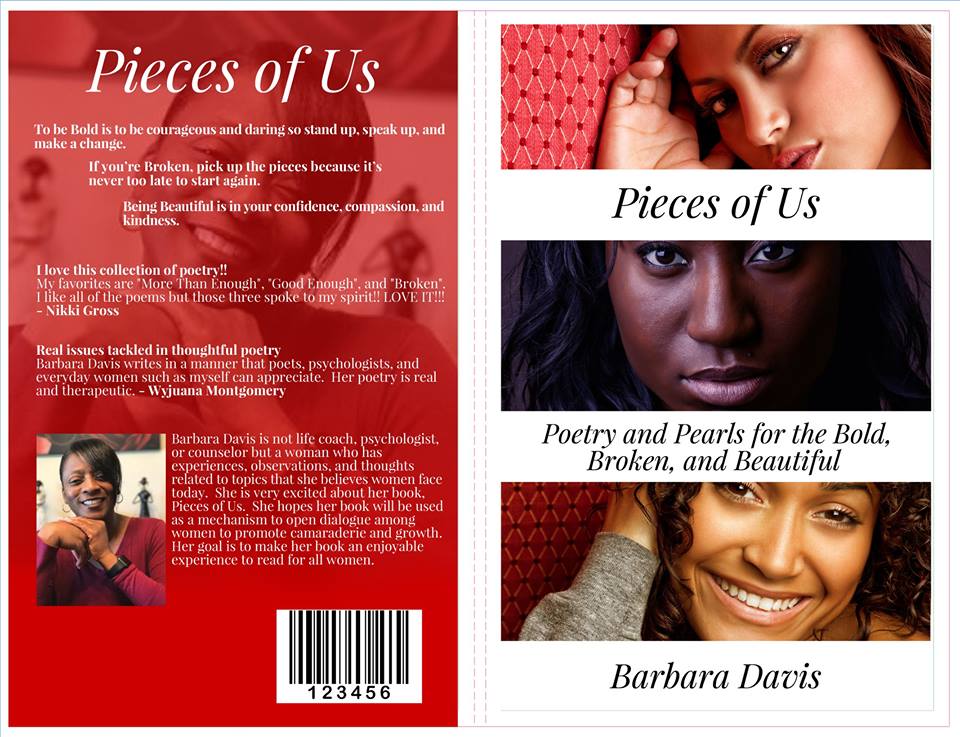 Pieces of Us
To be Bold is to be courageous and daring so stand up, speak up, and
make a change.
If you're Broken, pick up the pieces because it's
never too late to start again.
Being Beautiful is in your confidence, compassion, and
kindness.
I love this collection of poetry!!
My favorites are "More Than Enough", "Good Enough", and "Broken".
I like all of the poems but those three spoke to my spirit!! LOVE IT!!!
- Nikki Gross
Real issues tackled in thoughtful poetry
Barbara Davis writes in a manner that poets, psychologists, and
everyday women such as myself can appreciate. Her poetry is real
and therapeutic. - Wyjuana Montgomery
Barbara Davis is not life coach, psychologist,
or counselor but a woman who has
experiences, observations, and thoughts
related to topics that she believes women face
today. She is very excited about her book,
Pieces of Us. She hopes her book will be used
as a mechanism to open dialogue among
women to promote camaraderie and growth.
Her goal is to make her book an enjoyable
experience to read for all women.
123456
Pieces of Us
Poetry and Pearls for the Bold,
Broken, and Beautiful
Barbara Davis